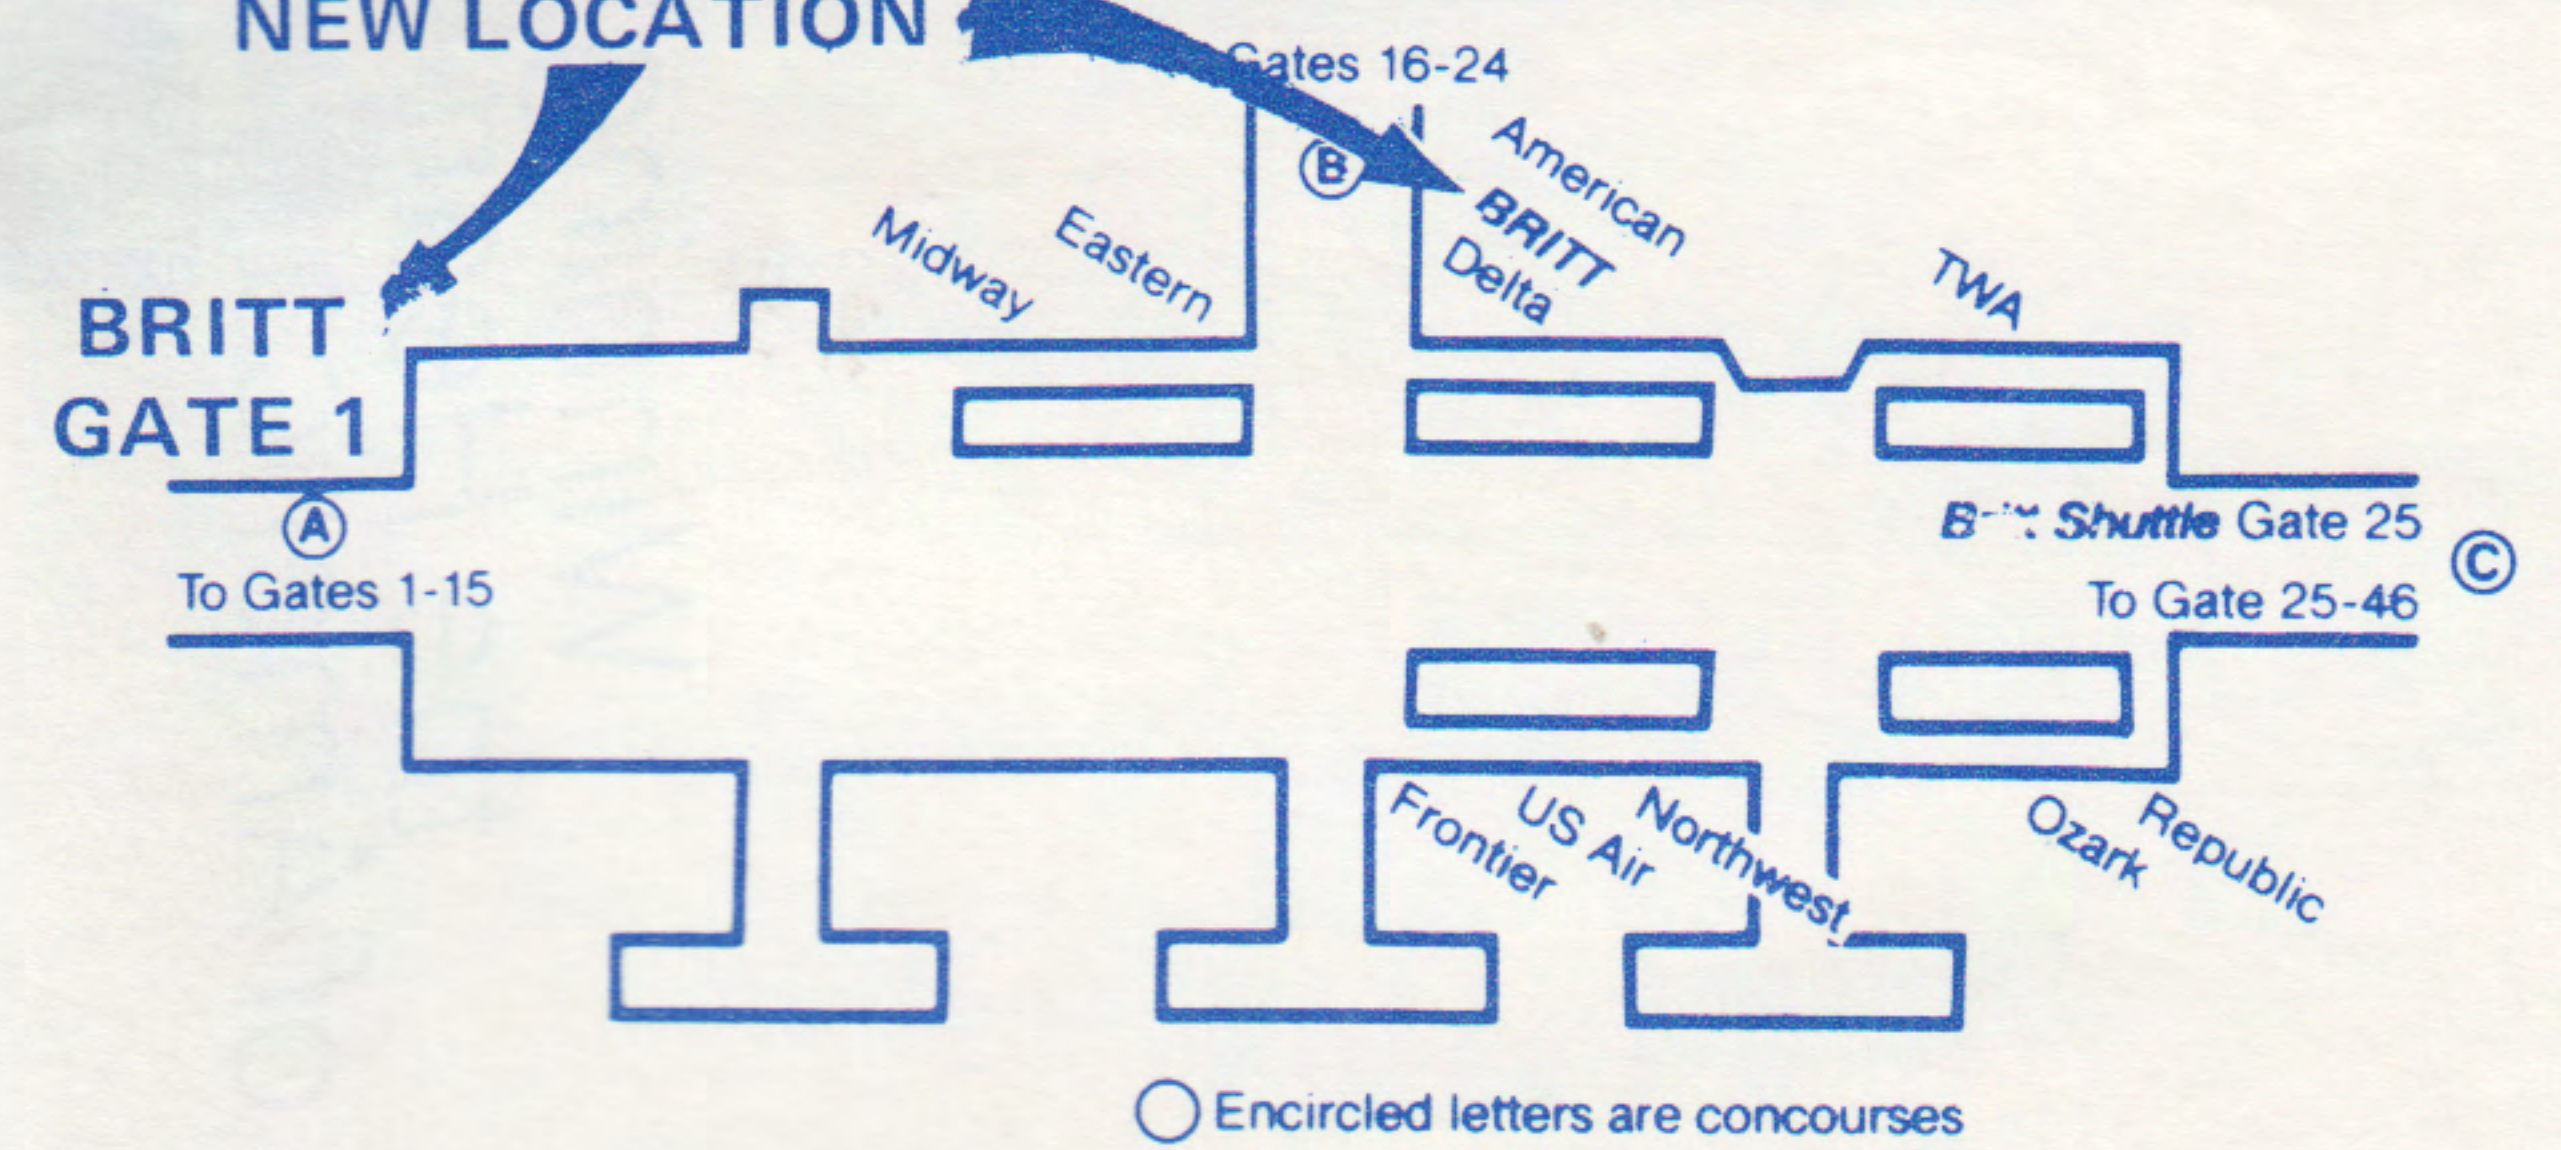 NEW LOCATION
Gates 16-24
B
American
BRITT
Delta
Midway
Eastern
TWA
BRITT
GATE 1
A
To Gates 1-15
Shuttle Gate 25
C
To Gate 25-46
Frontier
US Air
Northwest
Ozark
Republic
Encircled letters are concourses